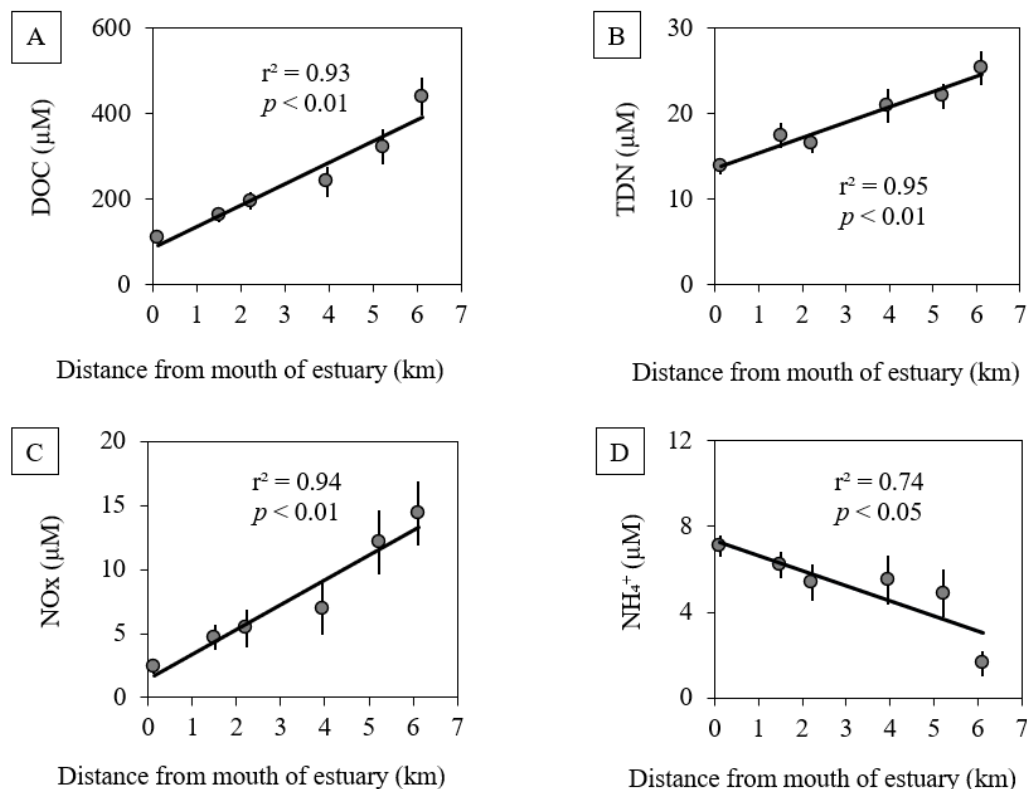 A
DOC (µM)
600
400
200
0
r² = 0.93
p < 0.01
0 1 2 3 4 5 6 7
Distance from mouth of estuary (km)
B
TDN (µM)
30
20
10
0
r² = 0.95
p < 0.01
0 1 2 3 4 5 6 7
Distance from mouth of estuary (km)
C
NOx (µM)
20
15
10
5
0
r² = 0.94
p < 0.01
0 1 2 3 4 5 6 7
Distance from mouth of estuary (km)
D
NH₄⁺ (µM)
12
8
4
0
r² = 0.74
p < 0.05
0 1 2 3 4 5 6 7
Distance from mouth of estuary (km)